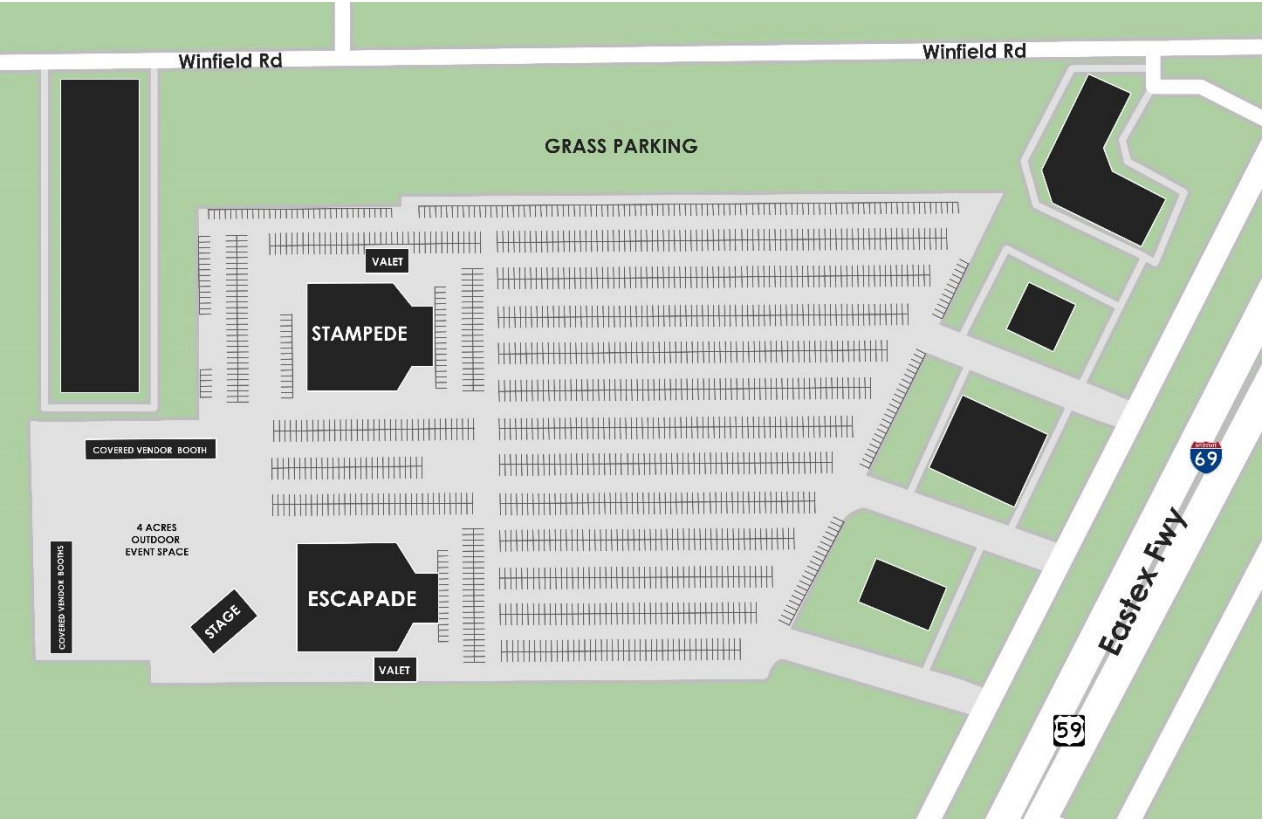 Winfield Rd
Winfield Rd
GRASS PARKING
VALET
STAMPEDE
COVERED VENDOR BOOTH
INTERSTATE
69
4 ACRES
OUTDOOR
EVENT SPACE
COVERED VENDOR BOOTHS
STAGE
ESCAPADE
VALET
Eastex Fwy
59